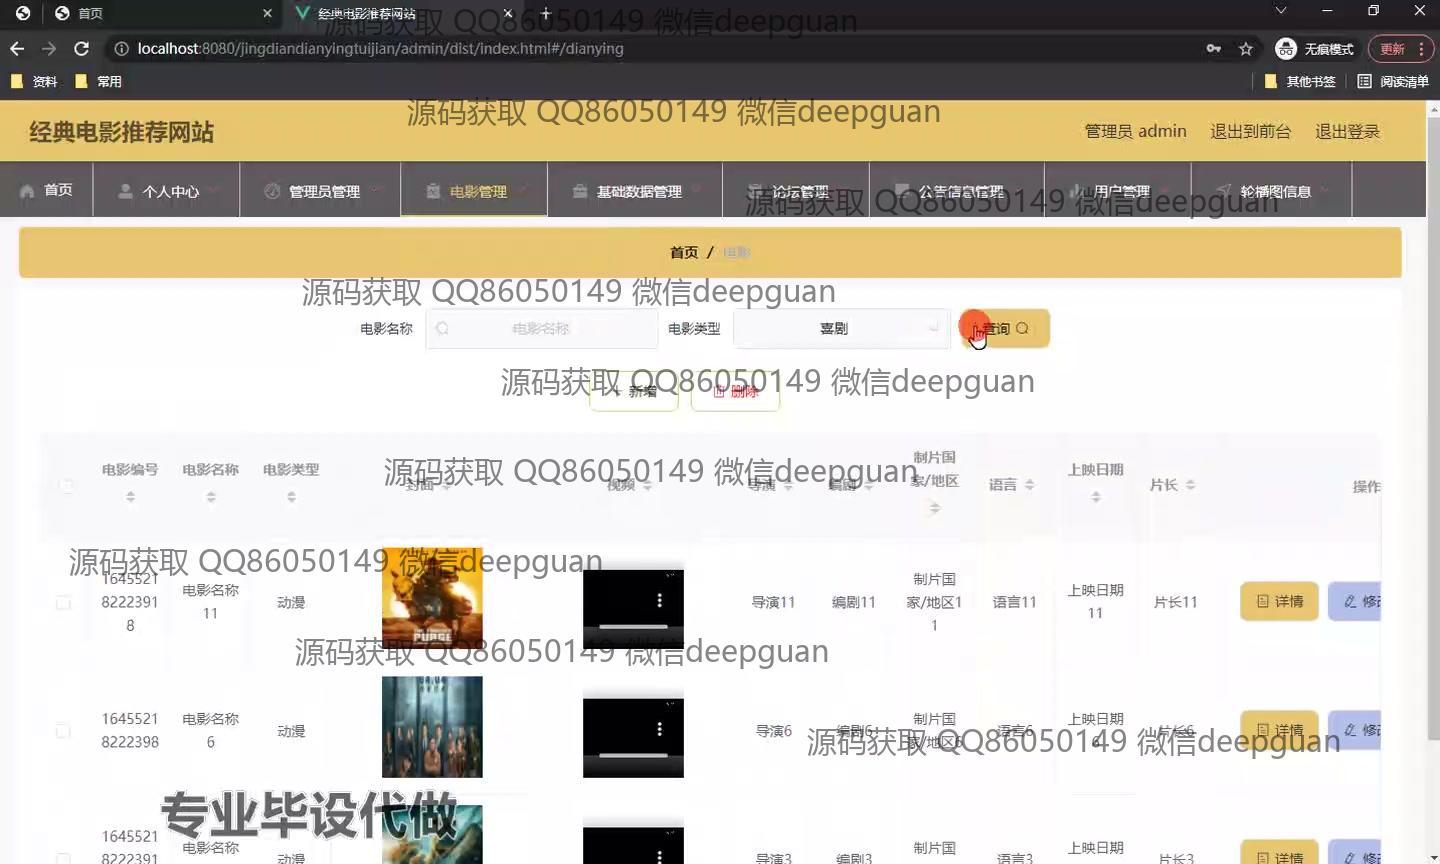 首页
经典电影推荐网站
localhost:8080/jingdiandianyingtuijian/admin/dist/index.html#/dianying
无痕模式
更新
资料
常用
其他书签
阅读清单
经典电影推荐网站
管理员 admin
退出到前台
退出登录
首页
个人中心
管理员管理
电影管理
基础数据管理
论坛管理
公告信息管理
用户管理
轮播图信息
首页 / 电影
电影名称
电影名称
电影类型
喜剧
查询
+ 新增
删除
电影编号
电影名称
电影类型
封面
视频
导演
编剧
制片国
家/地区
语言
上映日期
片长
操作
1645521
8222391
8
电影名称
11
动漫
PURGE
导演11
编剧11
制片国
家/地区1
1
语言11
上映日期
11
片长11
详情
修改
1645521
8222398
电影名称
6
动漫
导演6
编剧6
制片国
家/地区6
语言6
上映日期
6
片长6
详情
修改
1645521
8222391
电影名称
动漫
导演3
编剧3
制片国
语言3
上映日期
片长3
详情
修改
源码获取 QQ86050149 微信deepguan
源码获取 QQ86050149 微信deepguan
源码获取 QQ86050149 微信deepguan
源码获取 QQ86050149 微信deepguan
源码获取 QQ86050149 微信deepguan
源码获取 QQ86050149 微信deepguan
源码获取 QQ86050149 微信deepguan
源码获取 QQ86050149 微信deepguan
源码获取 QQ86050149 微信deepguan
专业毕设代做